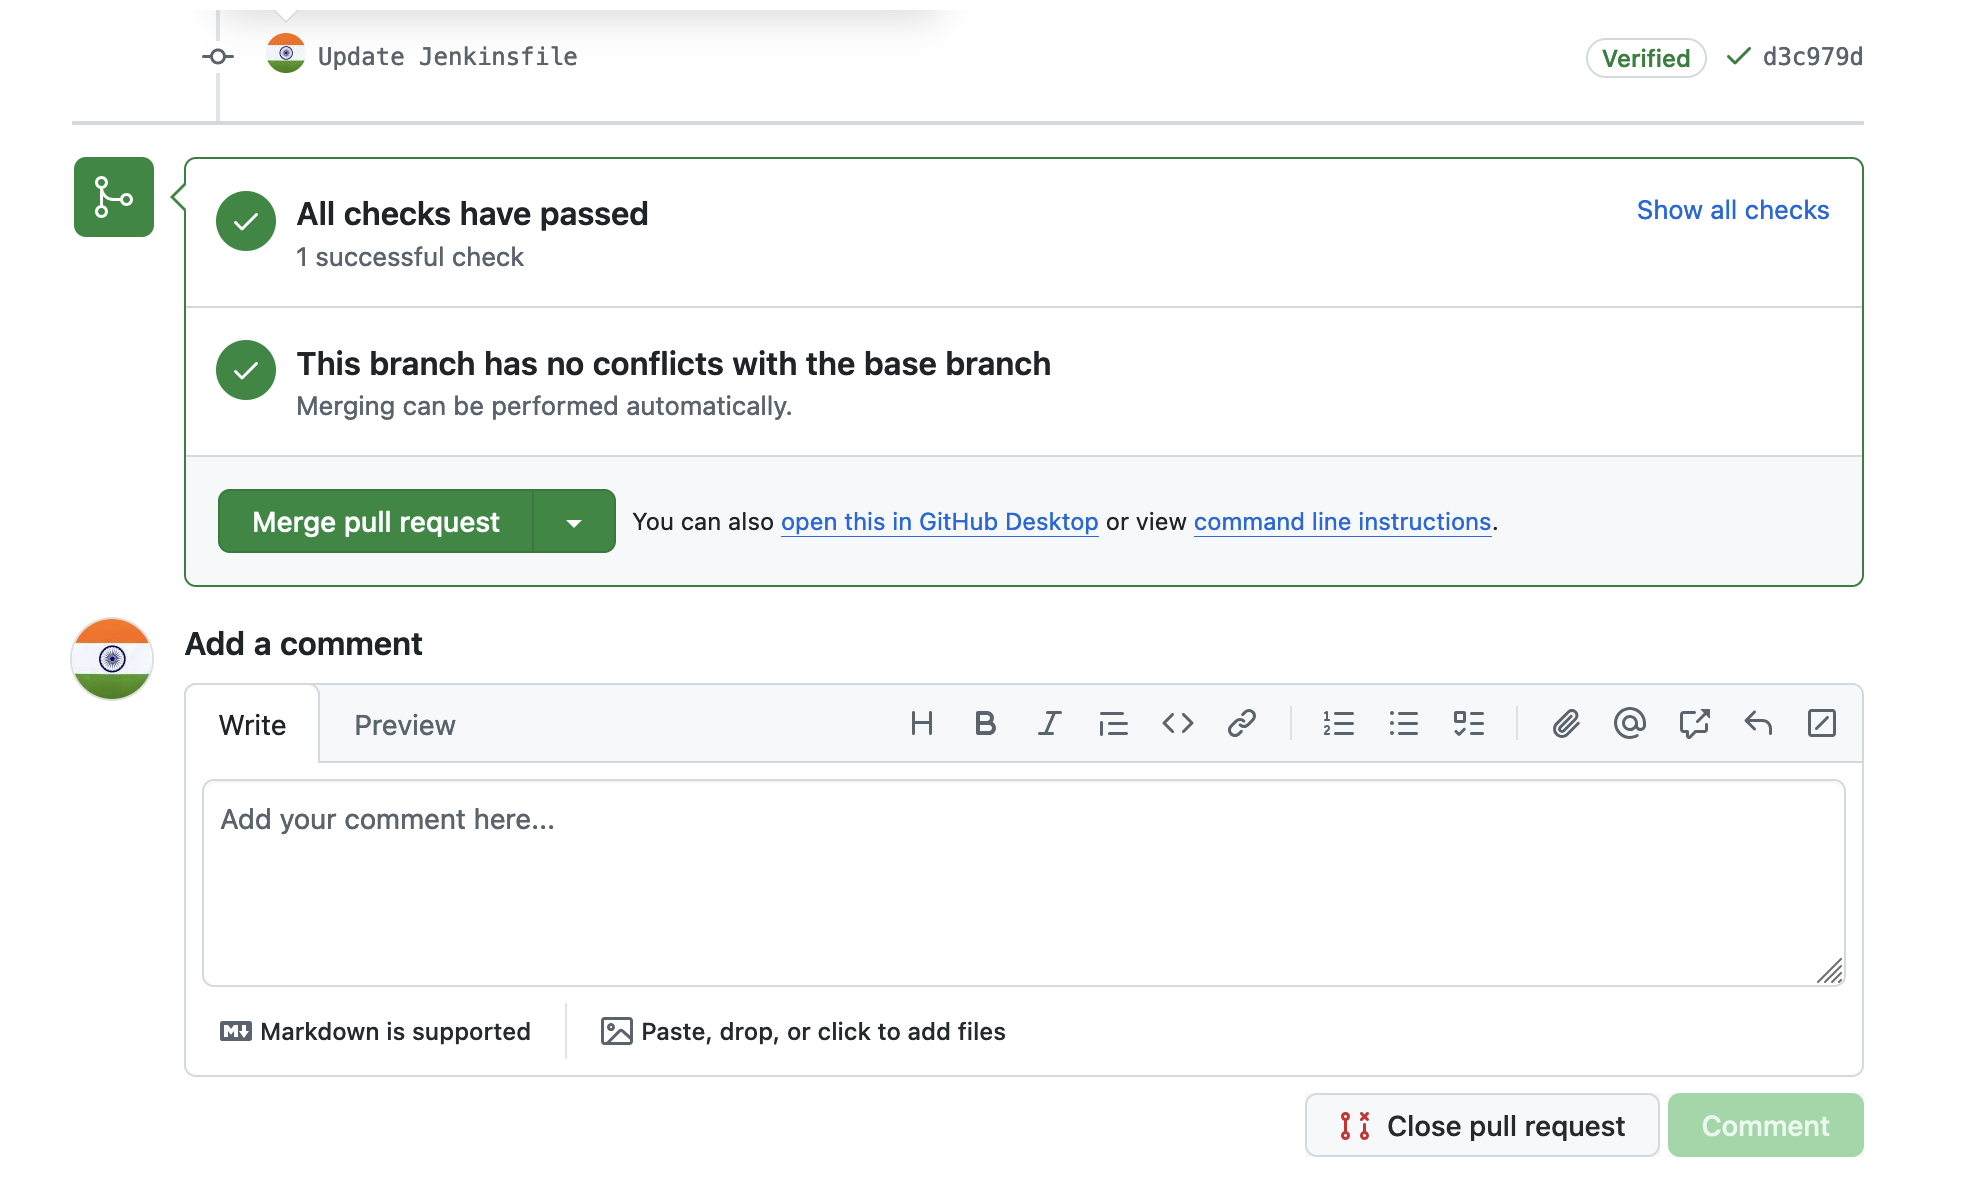 Update Jenkinsfile
Verified
d3c979d
All checks have passed
1 successful check
Show all checks
This branch has no conflicts with the base branch
Merging can be performed automatically.
Merge pull request
You can also open this in GitHub Desktop or view command line instructions.
Add a comment
Write
Preview
Add your comment here...
Markdown is supported
Paste, drop, or click to add files
Close pull request
Comment